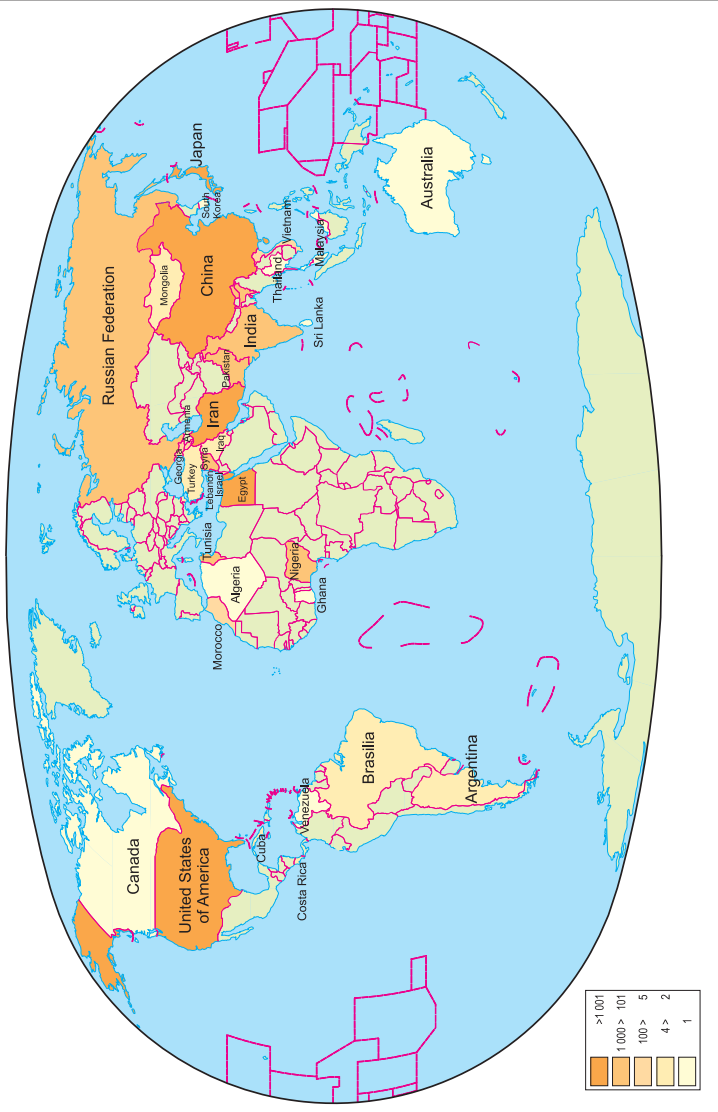 Canada
United States
of America
Cuba
Costa Rica
Venezuela
Brasilia
Argentina
Morocco
Algeria
Tunisia
Nigeria
Ghana
Egypt
Israel
Lebanon
Syria
Turkey
Georgia
Armenia
Iraq
Iran
Russian Federation
Mongolia
China
Pakistan
India
Sri Lanka
Thailand
Vietnam
Malaysia
South
Korea
Japan
Australia
>1 001
1 000 > 101
100 > 5
4 > 2
1